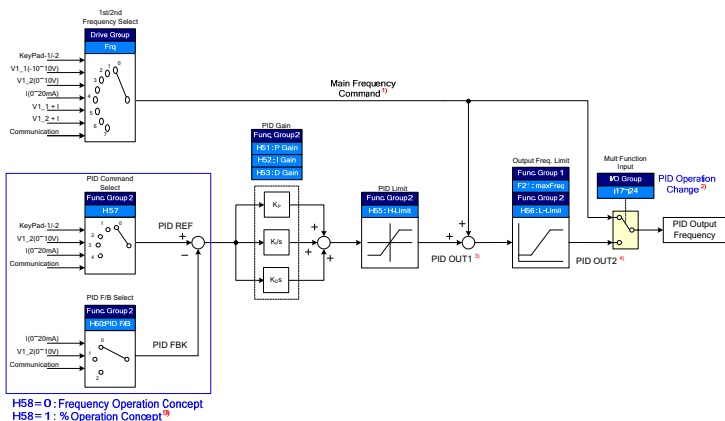 1st/2nd
Frequency Select
Drive Group
Frq
KeyPad-1/-2
V1_1(-10~10V)
V1_2(0~10V)
I(0~20mA)
V1_1 + I
V1_2 + I
Communication
0
1
2
3
4
5
6
7
Main Frequency
Command 1)
PID Command
Select
Func. Group 2
H57
KeyPad-1/-2
V1_2(0~10V)
I(0~20mA)
Communication
0
1
2
3
4
PID REF
+
−
PID F/B Select
Func. Group 2
H50:PID F/B
I(0~20mA)
V1_2(0~10V)
Communication
0
1
2
PID FBK
H58=0 : Frequency Operation Concept
H58=1 : % Operation Concept
PID Gain
Func. Group2
H51:P Gain
H52:I Gain
H53:D Gain
KP
KI/s
KDs
+
+
+
PID Limit
Func. Group 2
H55:H-Limit
+
+
PID OUT1 3)
Output Freq. Limit
Func. Group 1
F21: maxFreq
Func. Group 2
H56: L-Limit
PID OUT2 4)
Mult Function
Input
I/O Group
I17~I24
PID Operation
Change 2)
PID Output
Frequency